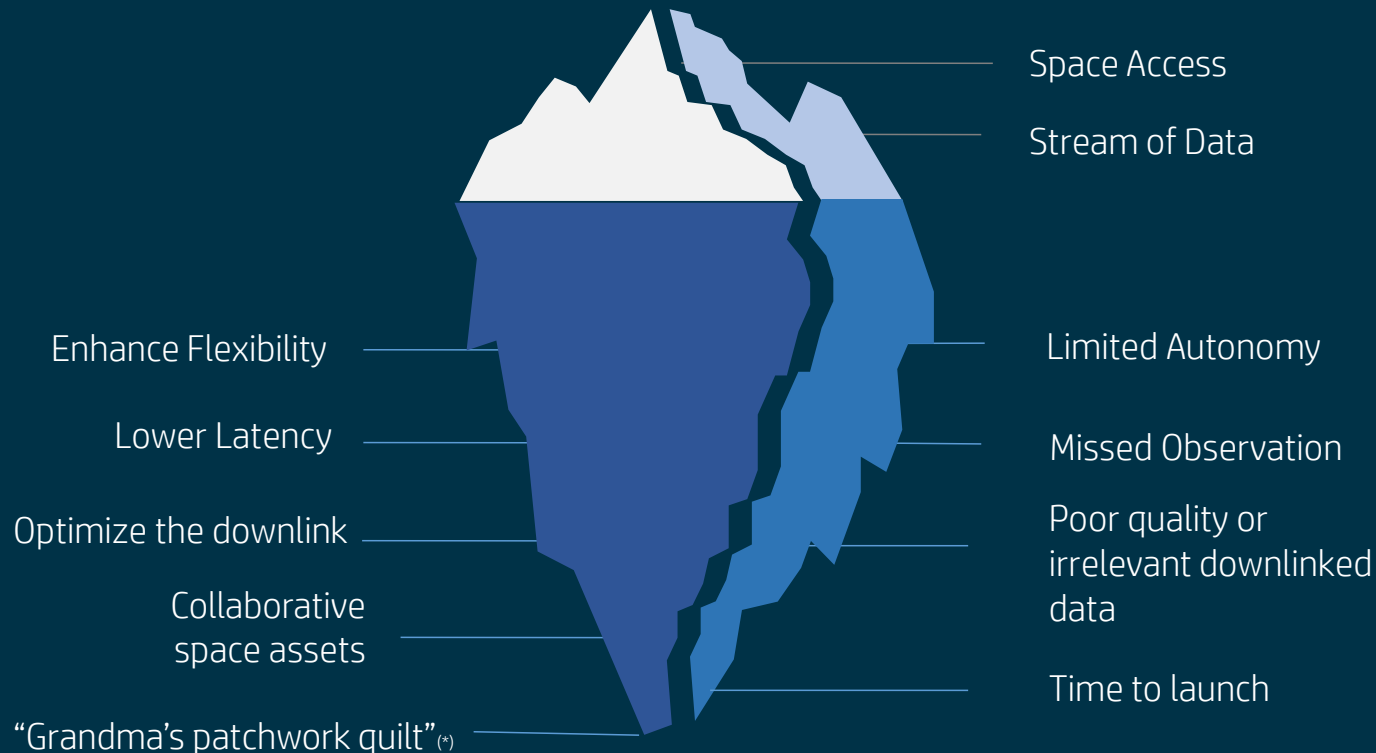 Space Access
Stream of Data
Enhance Flexibility
Lower Latency
Optimize the downlink
Collaborative
space assets
“Grandma’s patchwork quilt”(*)
Limited Autonomy
Missed Observation
Poor quality or
irrelevant downlinked
data
Time to launch